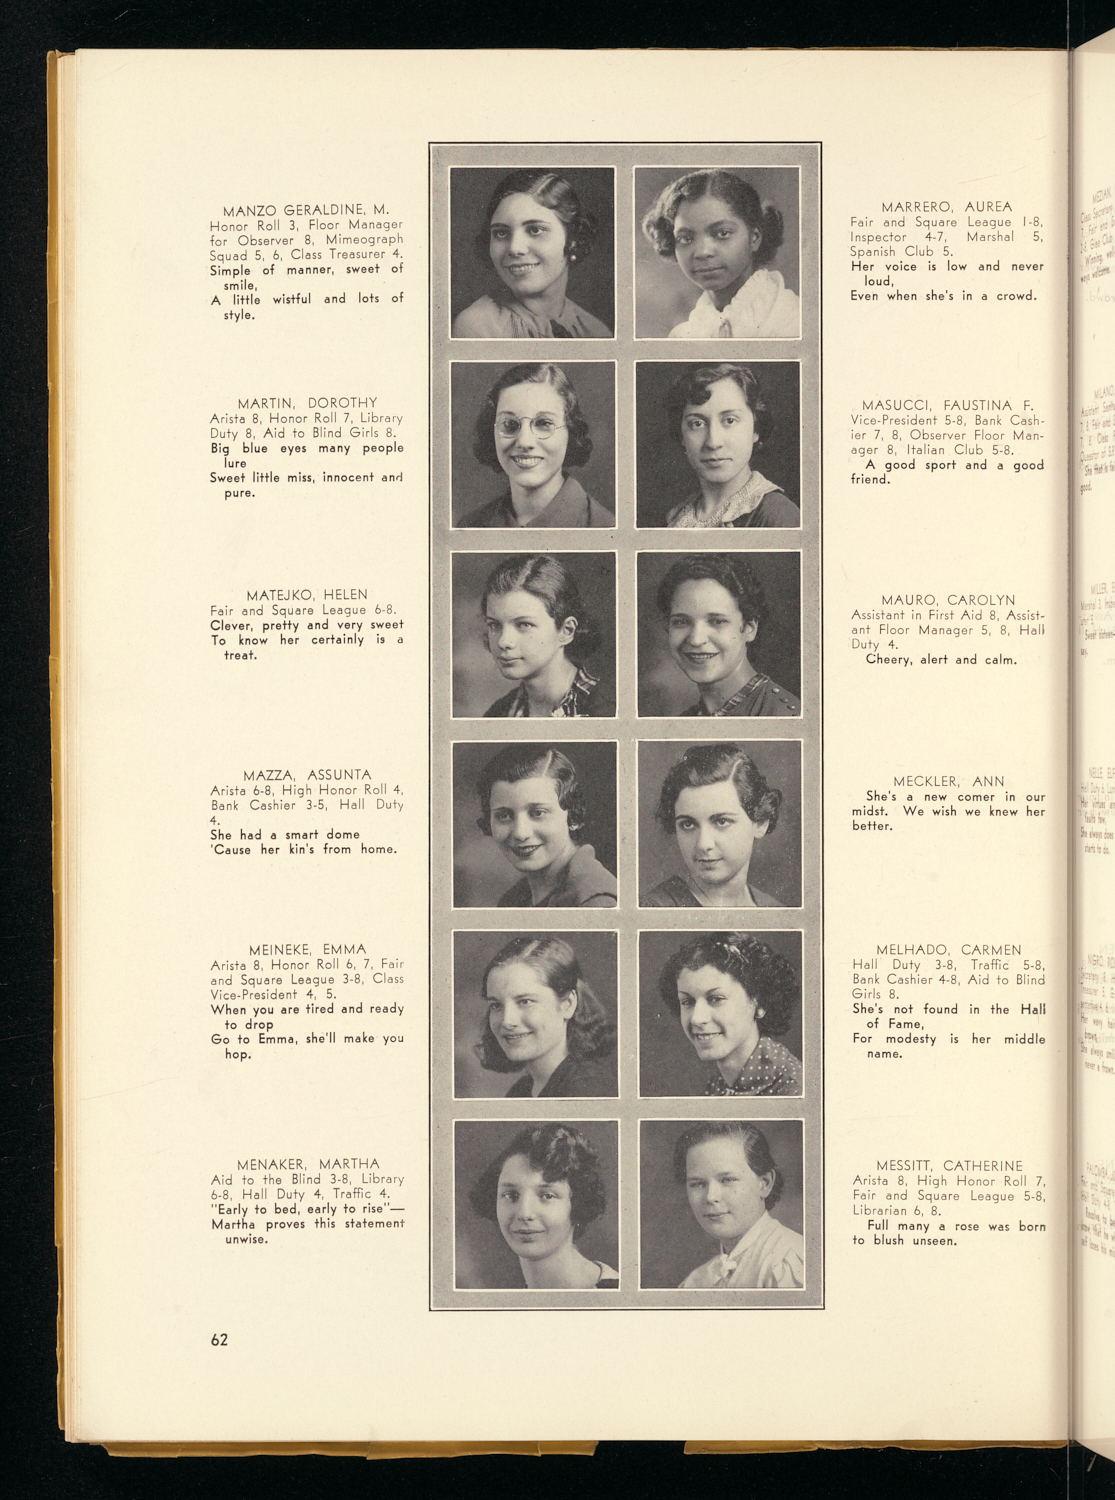 MANZO GERALDINE, M.
Honor Roll 3, Floor Manager
for Observer 8, Mimeograph
Squad 5, 6, Class Treasurer 4.
Simple of manner, sweet of
smile,
A little wistful and lots of
style.
MARTIN, DOROTHY
Arista 8, Honor Roll 7, Library
Duty 8, Aid to Blind Girls 8.
Big blue eyes many people
lure
Sweet little miss, innocent and
pure.
MATEJKO, HELEN
Fair and Square League 6-8.
Clever, pretty and very sweet
To know her certainly is a
treat.
MAZZA, ASSUNTA
Arista 6-8, High Honor Roll 4,
Bank Cashier 3-5, Hall Duty
4.
She had a smart dome
'Cause her kin's from home.
MEINEKE, EMMA
Arista 8, Honor Roll 6, 7, Fair
and Square League 3-8, Class
Vice-President 4, 5.
When you are tired and ready
to drop
Go to Emma, she'll make you
hop.
MENAKER, MARTHA
Aid to the Blind 3-8, Library
6-8, Hall Duty 4, Traffic 4.
"Early to bed, early to rise"—
Martha proves this statement
unwise.
62
MARRERO, AUREA
Fair and Square League 1-8,
Inspector 4-7, Marshal 5,
Spanish Club 5.
Her voice is low and never
loud,
Even when she's in a crowd.
MASUCCI, FAUSTINA F.
Vice-President 5-8, Bank Cash-
ier 7, 8, Observer Floor Man-
ager 8, Italian Club 5-8.
A good sport and a good
friend.
MAURO, CAROLYN
Assistant in First Aid 8, Assist-
ant Floor Manager 5, 8, Hall
Duty 4.
Cheery, alert and calm.
MECKLER, ANN
She's a new comer in our
midst. We wish we knew her
better.
MELHADO, CARMEN
Hall Duty 3-8, Traffic 5-8,
Bank Cashier 4-8, Aid to Blind
Girls 8.
She's not found in the Hall
of Fame,
For modesty is her middle
name.
MESSITT, CATHERINE
Arista 8, High Honor Roll 7,
Fair and Square League 5-8,
Librarian 6, 8.
Full many a rose was born
to blush unseen.